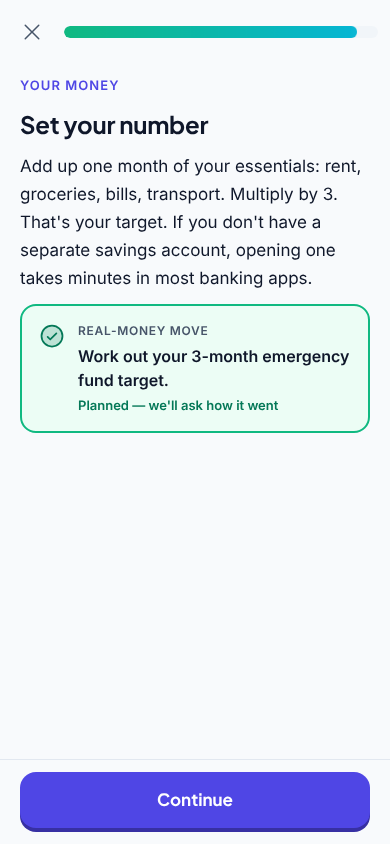 YOUR MONEY
Set your number
Add up one month of your essentials: rent,
groceries, bills, transport. Multiply by 3.
That's your target. If you don't have a
separate savings account, opening one
takes minutes in most banking apps.
REAL-MONEY MOVE
Work out your 3-month emergency
fund target.
Planned — we'll ask how it went
Continue